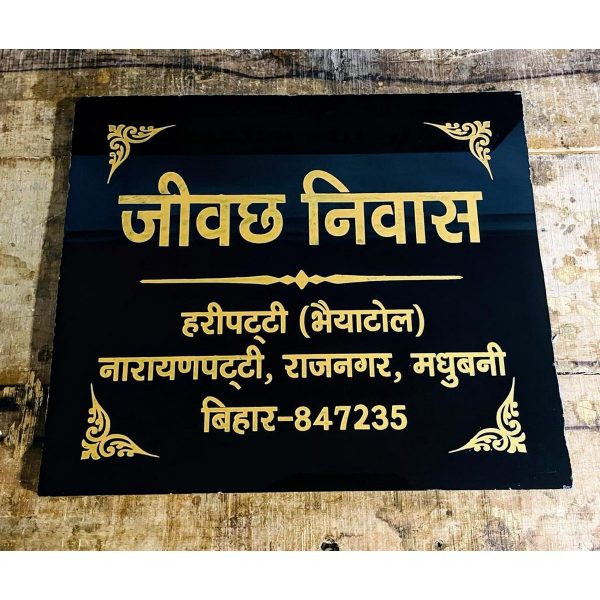 जीवछ निवास
हरीपट्टी (भैयाटोल)
नारायणपट्टी, राजनगर, मधुबनी
बिहार-847235